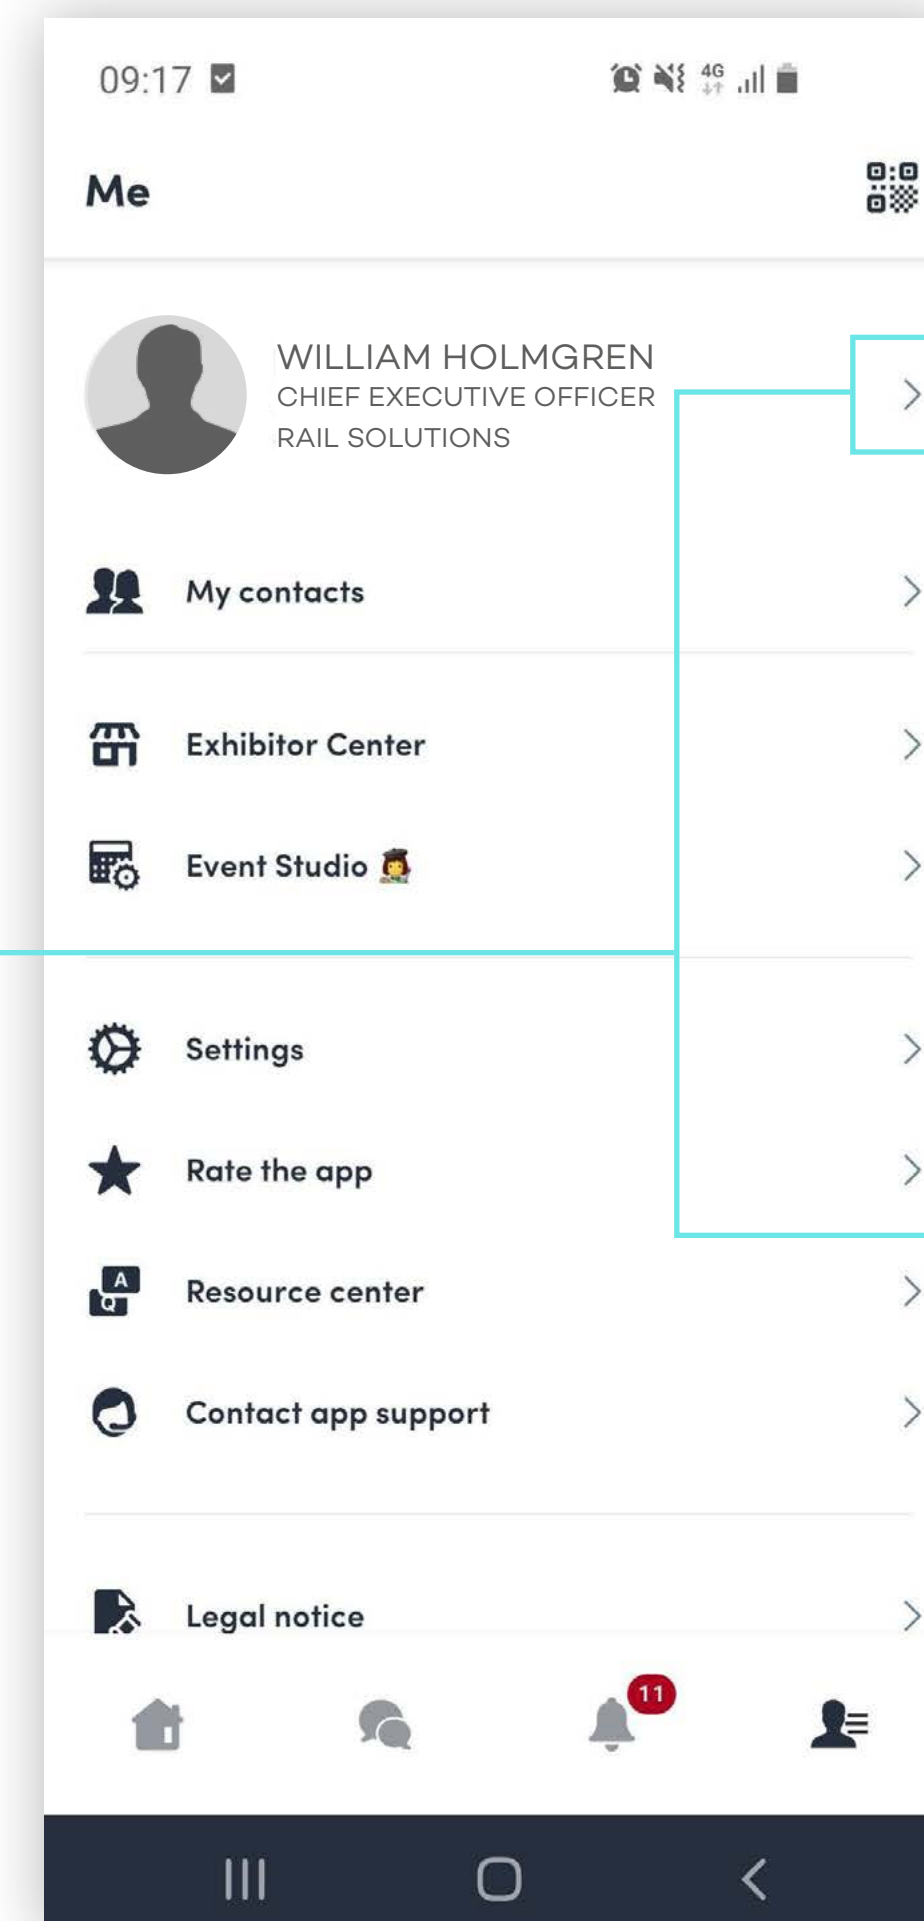 09:17
4G
Me
WILLIAM HOLMGREN
CHIEF EXECUTIVE OFFICER
RAIL SOLUTIONS
My contacts
Exhibitor Center
Event Studio 👩‍🎨
Settings
Rate the app
A
Q
Resource center
Contact app support
Legal notice
11